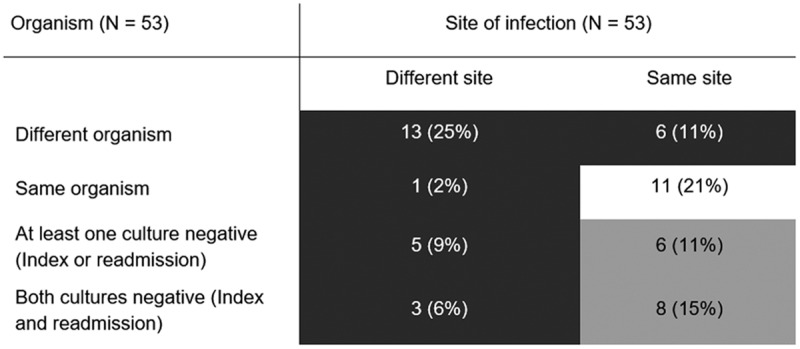 Organism (N = 53) Site of infection (N = 53)
Different site Same site
Different organism 13 (25%) 6 (11%)
Same organism 1 (2%) 11 (21%)
At least one culture negative
(Index or readmission) 5 (9%) 6 (11%)
Both cultures negative (Index
and readmission) 3 (6%) 8 (15%)